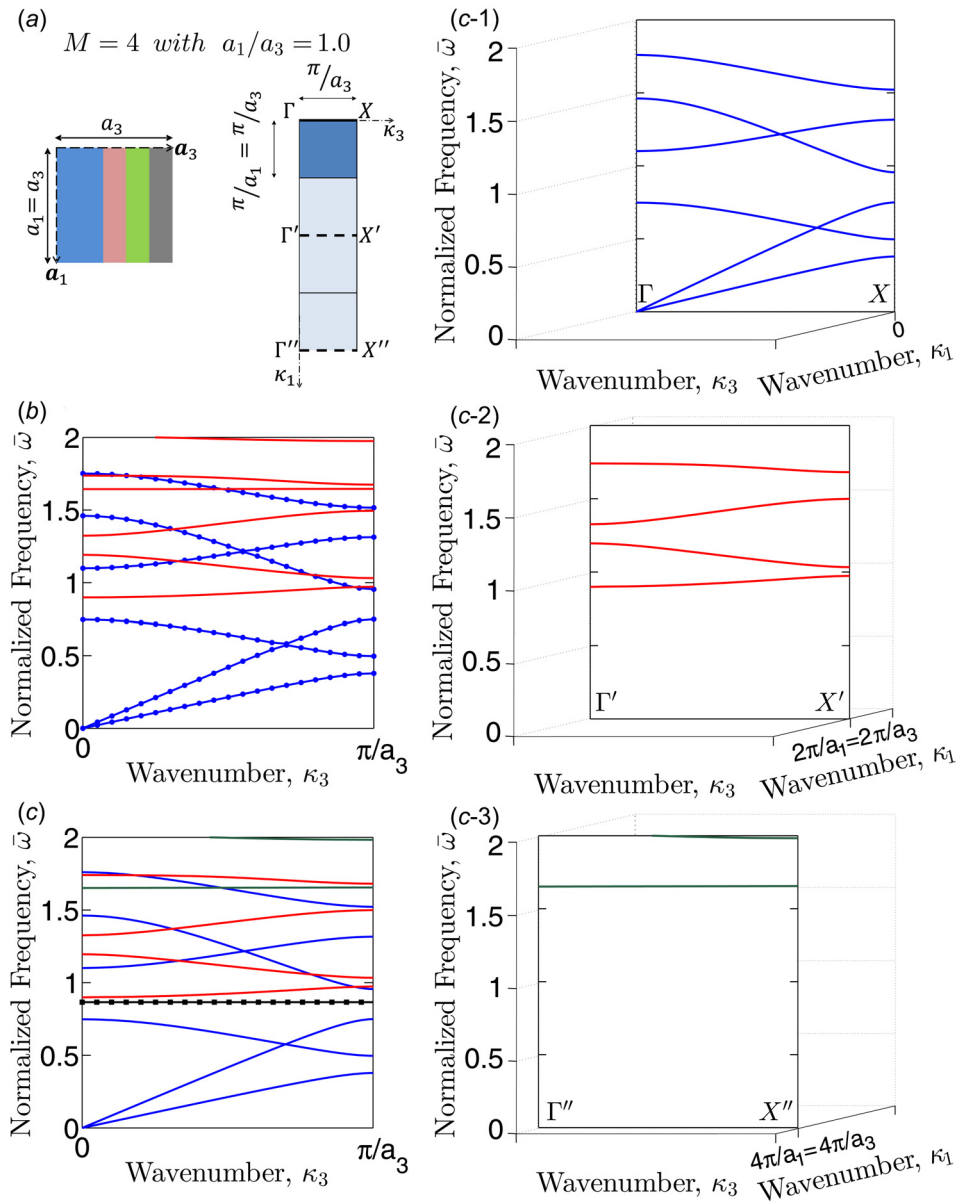 (a)
M = 4 with a₁/a₃ = 1.0
a₃
a₃
a₁ = a₃
a₁
π/a₃
Γ
X
κ₃
π/a₁ = π/a₃
Γ′
X′
Γ′′
X′′
κ₁
(c-1)
Normalized Frequency, ω̄
2
1.5
1
0.5
0
Γ
X
0
Wavenumber, κ₃
Wavenumber, κ₁
(b)
Normalized Frequency, ω̄
2
1.5
1
0.5
0
0
π/a₃
Wavenumber, κ₃
(c-2)
Normalized Frequency, ω̄
2
1.5
1
0.5
0
Γ′
X′
2π/a₁=2π/a₃
Wavenumber, κ₃
Wavenumber, κ₁
(c)
Normalized Frequency, ω̄
2
1.5
1
0.5
0
0
π/a₃
Wavenumber, κ₃
(c-3)
Normalized Frequency, ω̄
2
1.5
1
0.5
0
Γ′′
X′′
4π/a₁=4π/a₃
Wavenumber, κ₃
Wavenumber, κ₁